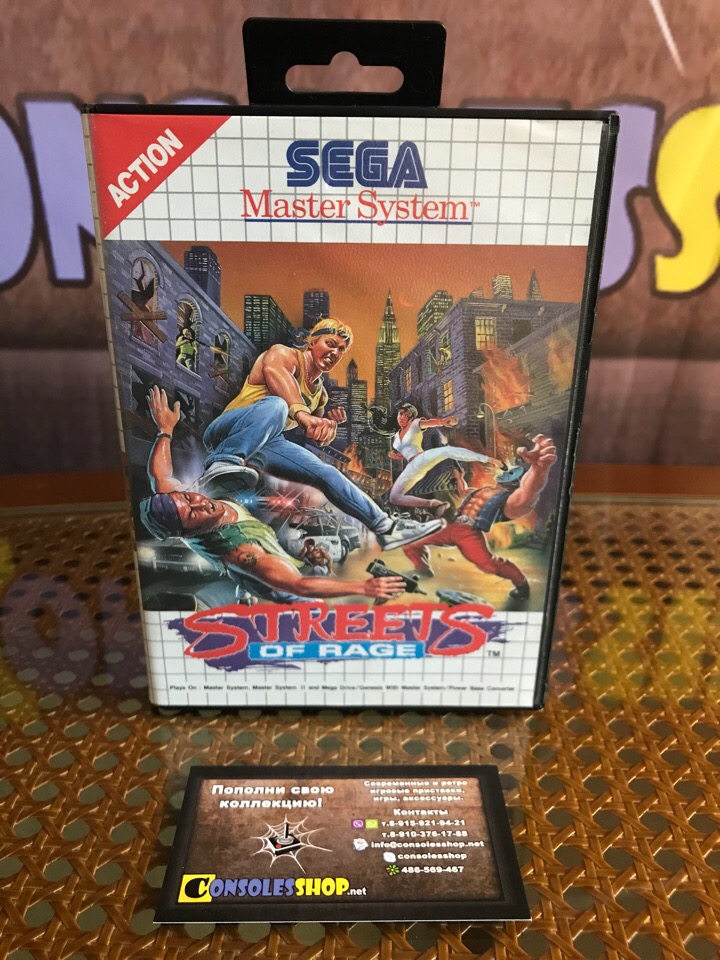 ACTION
SEGA
Master System™
STREETS
OF RAGE ™
Plays On : Master System, Master System II and Mega Drive/Genesis With Master System/Power Base Converter
Пополни свою
коллекцию!
Современные и ретро
игровые приставки,
игры, аксессуары.
Контакты
т.8-915-921-94-21
т.8-910-376-17-88
info@consolesshop.net
consolesshop
486-569-467
CONSOLESSHOP.net